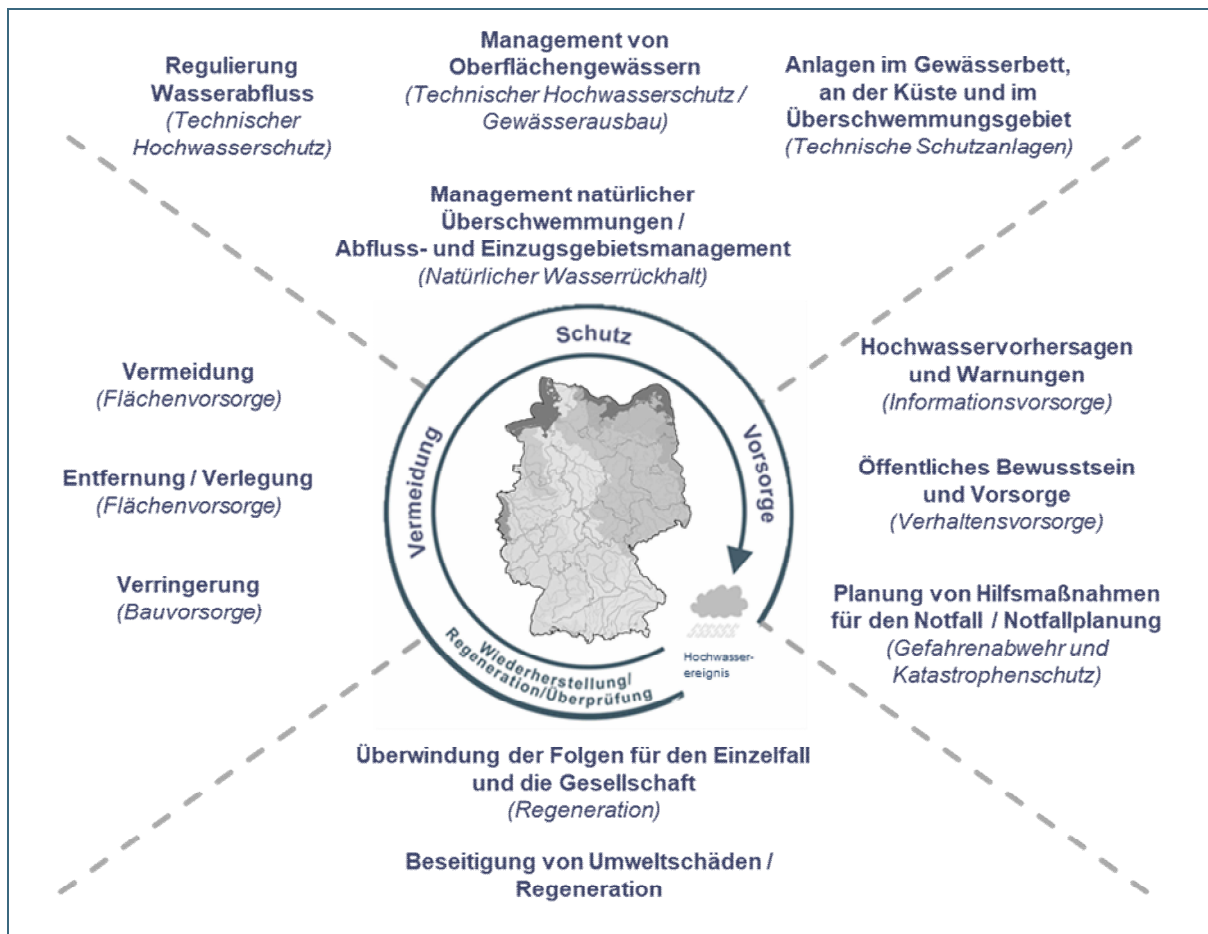 Regulierung
Wasserabfluss
(Technischer
Hochwasserschutz)
Management von
Oberflächengewässern
(Technischer Hochwasserschutz /
Gewässerausbau)
Anlagen im Gewässerbett,
an der Küste und im
Überschwemmungsgebiet
(Technische Schutzanlagen)
Management natürlicher
Überschwemmungen /
Abfluss- und Einzugsgebietsmanagement
(Natürlicher Wasserrückhalt)
Schutz
Vermeidung
(Flächenvorsorge)
Entfernung / Verlegung
(Flächenvorsorge)
Verringerung
(Bauvorsorge)
Vermeidung
Vorsorge
Hochwasservorhersagen
und Warnungen
(Informationsvorsorge)
Öffentliches Bewusstsein
und Vorsorge
(Verhaltensvorsorge)
Planung von Hilfsmaßnahmen
für den Notfall / Notfallplanung
(Gefahrenabwehr und
Katastrophenschutz)
Hochwasser-
ereignis
Wiederherstellung/
Regeneration/Überprüfung
Überwindung der Folgen für den Einzelfall
und die Gesellschaft
(Regeneration)
Beseitigung von Umweltschäden /
Regeneration